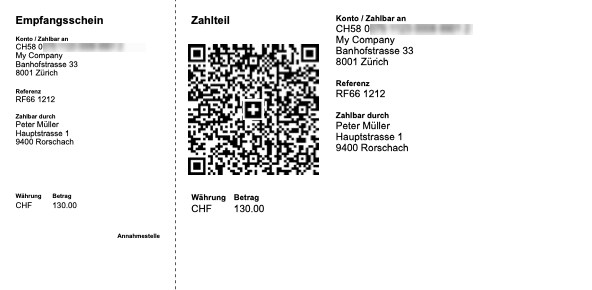 Empfangsschein
Konto / Zahlbar an
CH58 0
My Company
Banhofstrasse 33
8001 Zürich
Referenz
RF66 1212
Zahlbar durch
Peter Müller
Hauptstrasse 1
9400 Rorschach
Währung Betrag
CHF 130.00
Annahmestelle
Zahlteil
Währung Betrag
CHF 130.00
Konto / Zahlbar an
CH58 0
My Company
Banhofstrasse 33
8001 Zürich
Referenz
RF66 1212
Zahlbar durch
Peter Müller
Hauptstrasse 1
9400 Rorschach